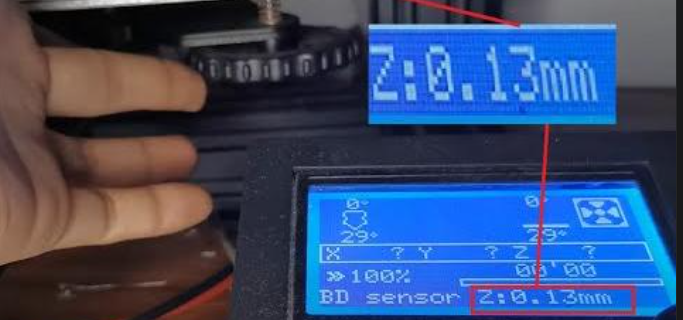 Z:0.13mm
0° 0°
29° 29°
X ? Y ? Z ?
»100% 00'00
BD sensor Z:0.13mm